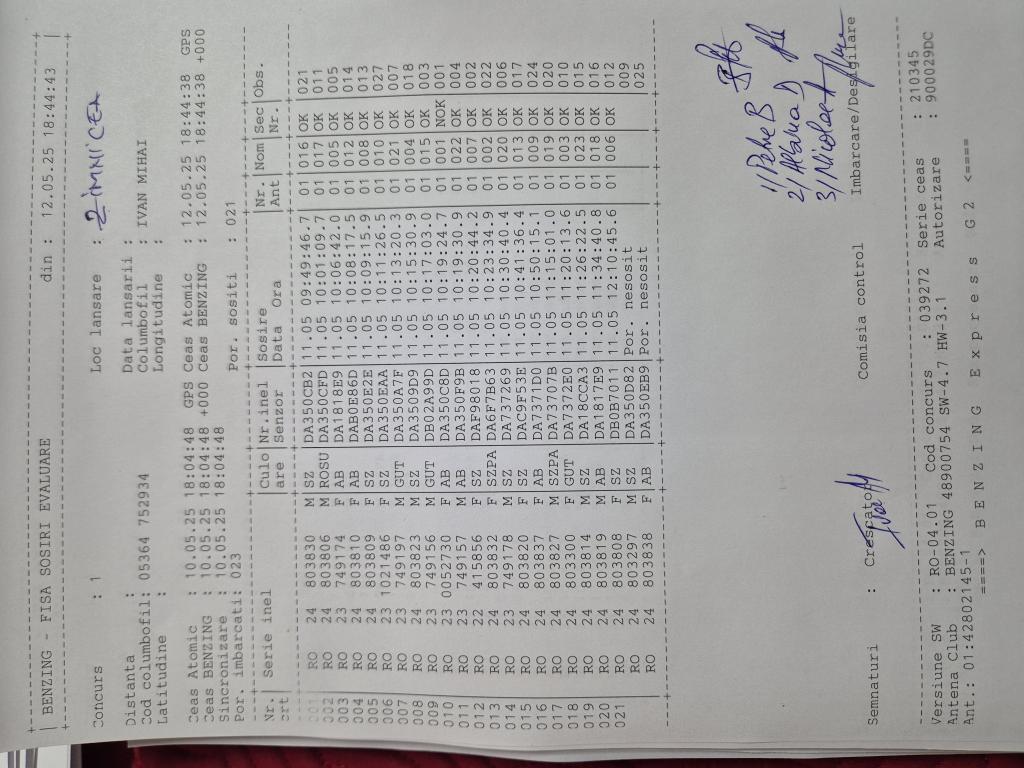 BENZING - FISA SOSIRI EVALUARE din : 12.05.25 18:44:43
Concurs : 1 Loc lansare : ZIMNICEA
Distanta : Data lansarii :
Cod columbofil: 05364 752934 Columbofil : IVAN MIHAI
Latitudine : Longitudine :
Ceas Atomic : 10.05.25 18:04:48 GPS Ceas Atomic : 12.05.25 18:44:38 GPS
Ceas BENZING : 10.05.25 18:04:48 +000 Ceas BENZING : 12.05.25 18:44:38 +000
Sincronizare : 10.05.25 18:04:48
Por. imbarcati: 023 Por. sositi : 021
Nr. | Serie inel |Culo|Nr.inel |Sosire |Nr. |Nom|Sec|Obs.
crt | |are |Senzor |Data Ora |Ant | |Nr.|
001 RO 24 803830 M SZ DA350CB2 11.05 09:49:46.7 01 016 OK 021
002 RO 24 803806 M ROSU DA350CFD 11.05 10:01:09.7 01 017 OK 011
003 RO 23 749174 F AB DA1818E9 11.05 10:06:42.0 01 005 OK 005
004 RO 24 803810 F AB DAB0E86D 11.05 10:08:17.5 01 012 OK 014
005 RO 24 803809 F SZ DA350E2E 11.05 10:09:15.9 01 008 OK 013
006 RO 23 1021486 F SZ DA350EAA 11.05 10:11:26.5 01 010 OK 027
007 RO 23 749197 M GUT DA350A7F 11.05 10:13:20.3 01 021 OK 007
008 RO 24 803823 M SZ DA3509D9 11.05 10:15:30.9 01 004 OK 018
009 RO 23 749156 M GUT DB2A99D 11.05 10:17:03.0 01 015 OK 003
010 RO 23 0052730 F AB DA350C8D 11.05 10:19:24.7 01 001 NOK 001
011 RO 23 749157 M AB DA350F9B 11.05 10:19:30.9 01 022 OK 004
012 RO 22 415856 F SZ DAF98018 11.05 10:20:44.2 01 007 OK 002
013 RO 24 803832 F SZPA DA6F7B63 11.05 10:23:34.9 01 002 OK 022
014 RO 23 749178 M SZ DA737269 11.05 10:30:40.4 01 020 OK 006
015 RO 24 803820 F SZ DAC9F53E 11.05 10:41:36.4 01 013 OK 017
016 RO 24 803837 F AB DA7371D0 11.05 10:50:15.1 01 009 OK 024
017 RO 24 803827 M SZPA DA73707B 11.05 11:15:01.0 01 019 OK 020
018 RO 24 803300 F GUT DA7372E0 11.05 11:20:13.6 01 003 OK 010
019 RO 24 803814 M SZ DA18CCA3 11.05 11:26:22.5 01 023 OK 015
020 RO 24 803819 M AB DA1817E9 11.05 11:34:40.8 01 018 OK 016
021 RO 24 803808 F SZ DB0B7011 11.05 12:10:45.6 01 006 OK 012
RO 24 803297 M SZ DA350D82 Por. nesosit 009
RO 24 803838 F AB DA350EB9 Por. nesosit 025
1)
2)
3)
Semnaturi : Crescator Comisia control Imbarcare/Desigilare
Versiune SW : RO-04.01 Cod concurs : 039272 Serie ceas : 210345
Antena Club : BENZING 48900754 SW-4.7 HW-3.1 Autorizare : 900029DC
Ant.: 01:42802145-1
====> B E N Z I N G E x p r e s s G 2 <====